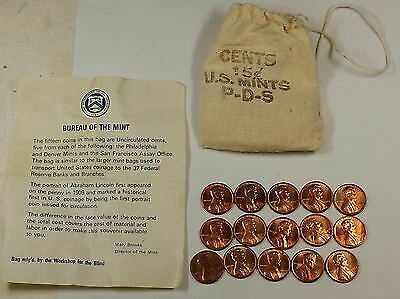 CENTS
15¢
U.S. MINTS
P-D-S
BUREAU OF THE MINT
The fifteen coins in this bag are Uncirculated cents,
five from each of the following: the Philadelphia
and Denver Mints and the San Francisco Assay Office.
The bag is similar to the larger mint bags used to
transport United States coinage to the 37 Federal
Reserve Banks and Branches.
The portrait of Abraham Lincoln first appeared
on the penny in 1909 and marked a historical
first in U. S. coinage by being the first portrait
coin issued for circulation.
The difference in the face value of the coins and
the total cost covers the cost of material and
labor in order to make this souvenir available
to you.
Mary Brooks
Director of the Mint
Bag mfg'd. by the Workshop for the Blind